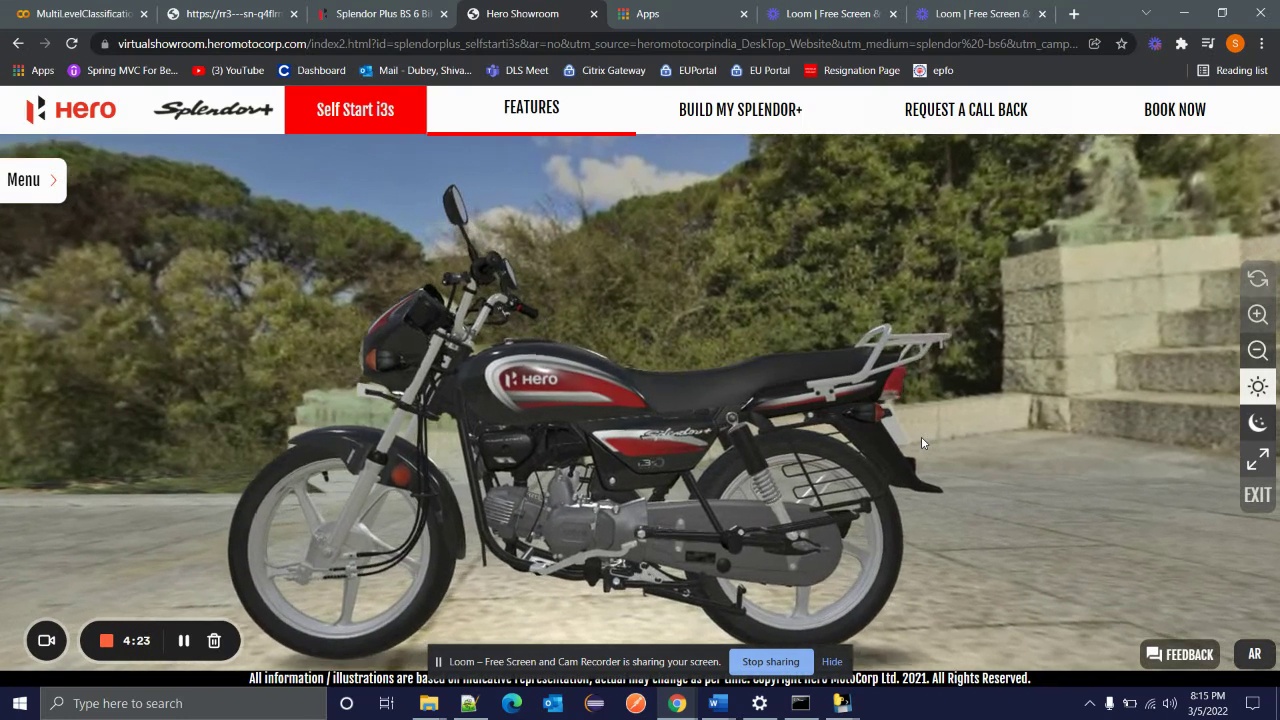 MultiLevelClassificatio
https://rr3---sn-q4flrn
Splendor Plus BS 6 Bi
Hero Showroom
Apps
Loom | Free Screen &
Loom | Free Screen &
virtualshowroom.heromotocorp.com/index2.html?id=splendorplus_selfstarti3s&at=no&utm_source=heromotocorpindia_DeskTop_Website&utm_medium=splendor%20-bs6&utm_camp...
S
Apps
Spring MVC For Be...
(3) YouTube
Dashboard
Mail - Dubey, Shiva...
DLS Meet
Citrix Gateway
EUPortal
EU Portal
Resignation Page
epfo
Reading list
Hero
Splendor+
Self Start i3s
FEATURES
BUILD MY SPLENDOR+
REQUEST A CALL BACK
BOOK NOW
Menu
Hero
Splendor+
i3S
EXIT
4:23
Loom – Free Screen and Cam Recorder is sharing your screen.
Stop sharing
Hide
FEEDBACK
AR
All information / illustrations are based on indicative representation, actual may change as per time. Copyright Hero MotoCorp Ltd. 2021. All Rights Reserved.
Type here to search
8:15 PM
3/5/2022